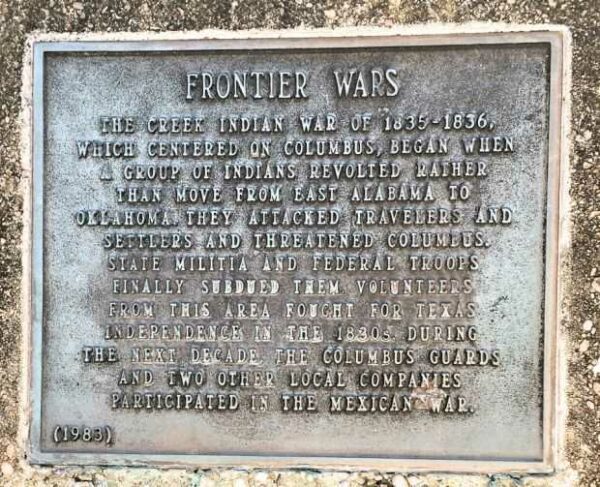 FRONTIER WARS
THE CREEK INDIAN WAR OF 1835-1836,
WHICH CENTERED ON COLUMBUS, BEGAN WHEN
A GROUP OF INDIANS REVOLTED RATHER
THAN MOVE FROM EAST ALABAMA TO
OKLAHOMA. THEY ATTACKED TRAVELERS AND
SETTLERS AND THREATENED COLUMBUS.
STATE MILITIA AND FEDERAL TROOPS
FINALLY SUBDUED THEM. VOLUNTEERS
FROM THIS AREA FOUGHT FOR TEXAS
INDEPENDENCE IN THE 1830s. DURING
THE NEXT DECADE, THE COLUMBUS GUARDS
AND TWO OTHER LOCAL COMPANIES
PARTICIPATED IN THE MEXICAN WAR.
(1983)